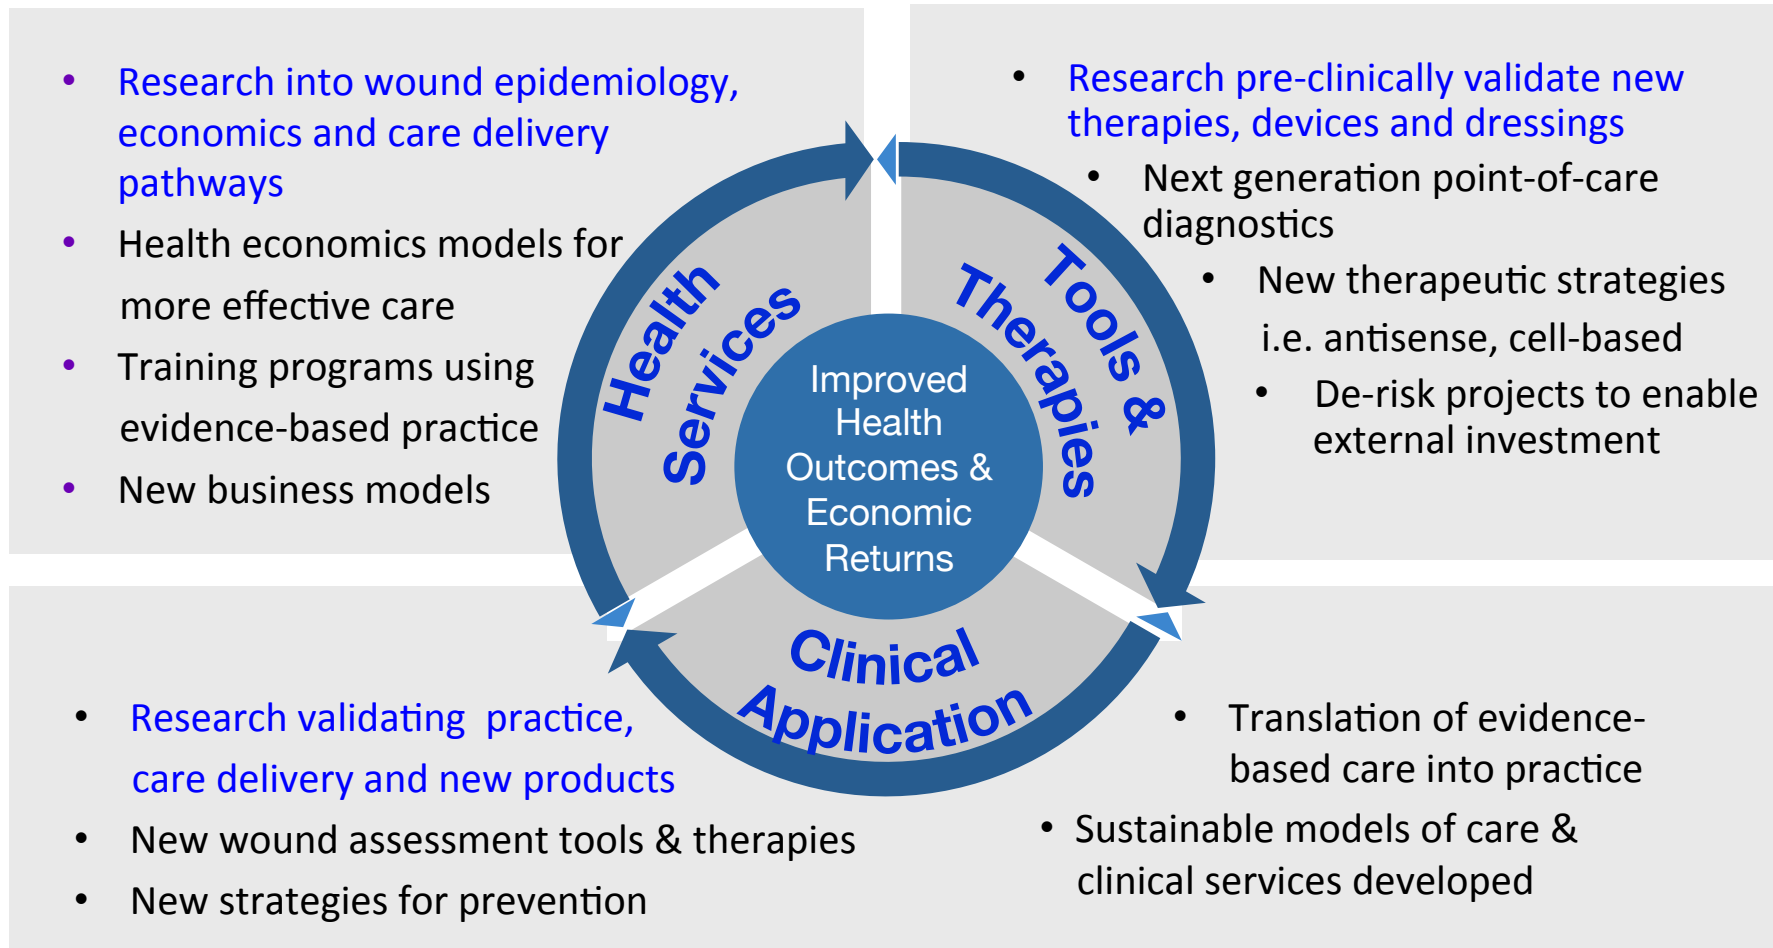 • Research into wound epidemiology,
economics and care delivery
pathways
• Health economics models for
more effective care
• Training programs using
evidence-based practice
• New business models
• Research pre-clinically validate new
therapies, devices and dressings
• Next generation point-of-care
diagnostics
• New therapeutic strategies
i.e. antisense, cell-based
• De-risk projects to enable
external investment
Health
Services
Tools &
Therapies
Improved
Health
Outcomes &
Economic
Returns
Clinical
Application
• Research validating practice,
care delivery and new products
• New wound assessment tools & therapies
• New strategies for prevention
• Translation of evidence-
based care into practice
• Sustainable models of care &
clinical services developed